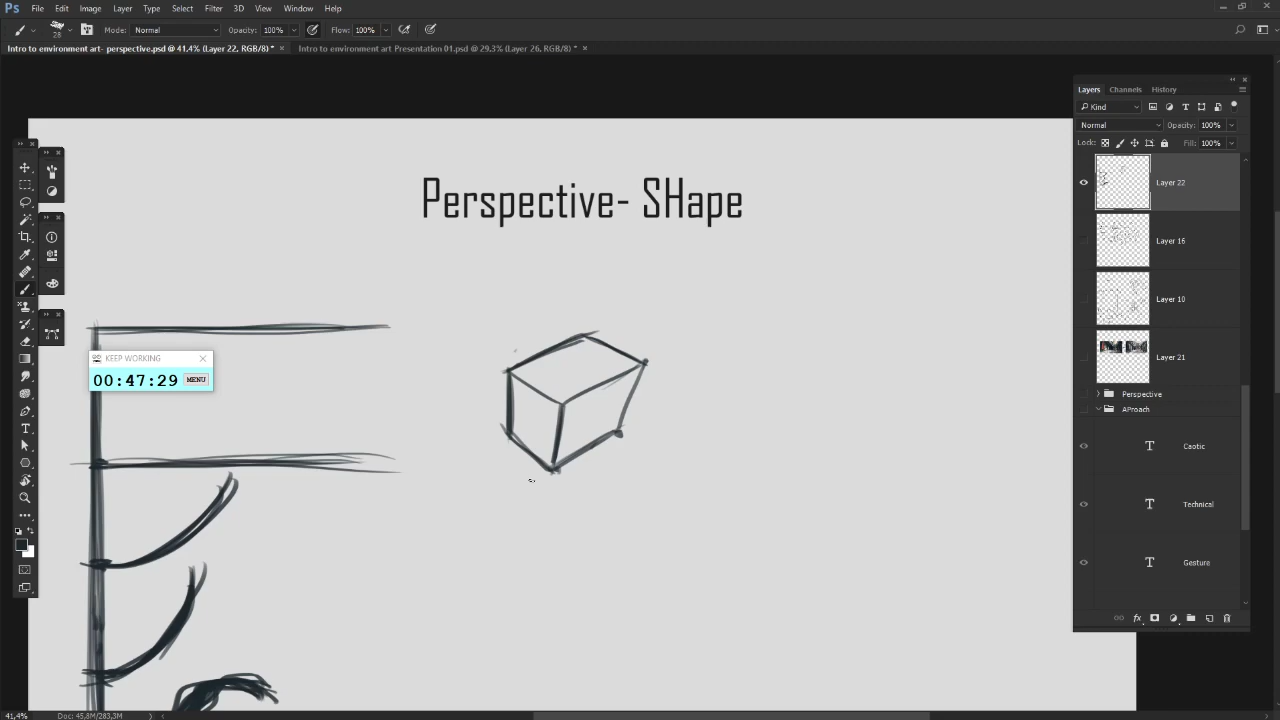 Ps File Edit Image Layer Type Select Filter 3D View Window Help
28 Mode: Normal Opacity: 100% Flow: 100%
Intro to environment art- perspective.psd @ 41,4% (Layer 22, RGB/8) * Intro to environment art Presentation 01.psd @ 29.3% (Layer 26, RGB/8) *
Layers Channels History
Kind
Normal Opacity: 100%
Lock: Fill: 100%
Layer 22
Layer 16
Layer 10
Layer 21
Perspective
AProach
Caotic
Technical
Gesture
fx
Perspective- SHape
KEEP WORKING
00:47:29 MENU
41,4% Doc: 45,8M/283,3M